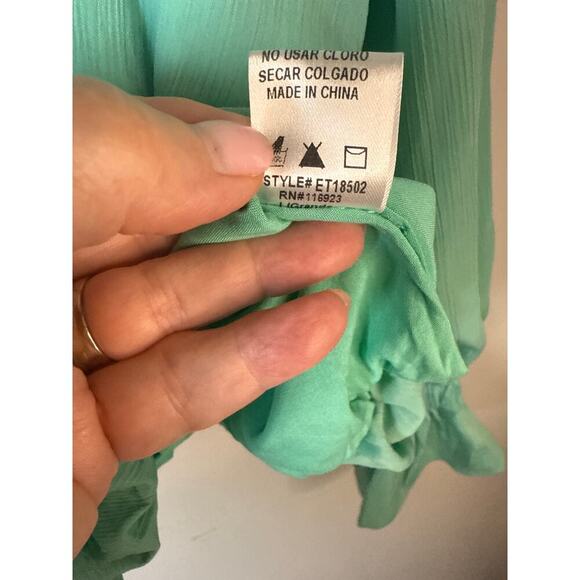 NO USAR CLORO
SECAR COLGADO
MADE IN CHINA
STYLE# ET18502
RN#116923